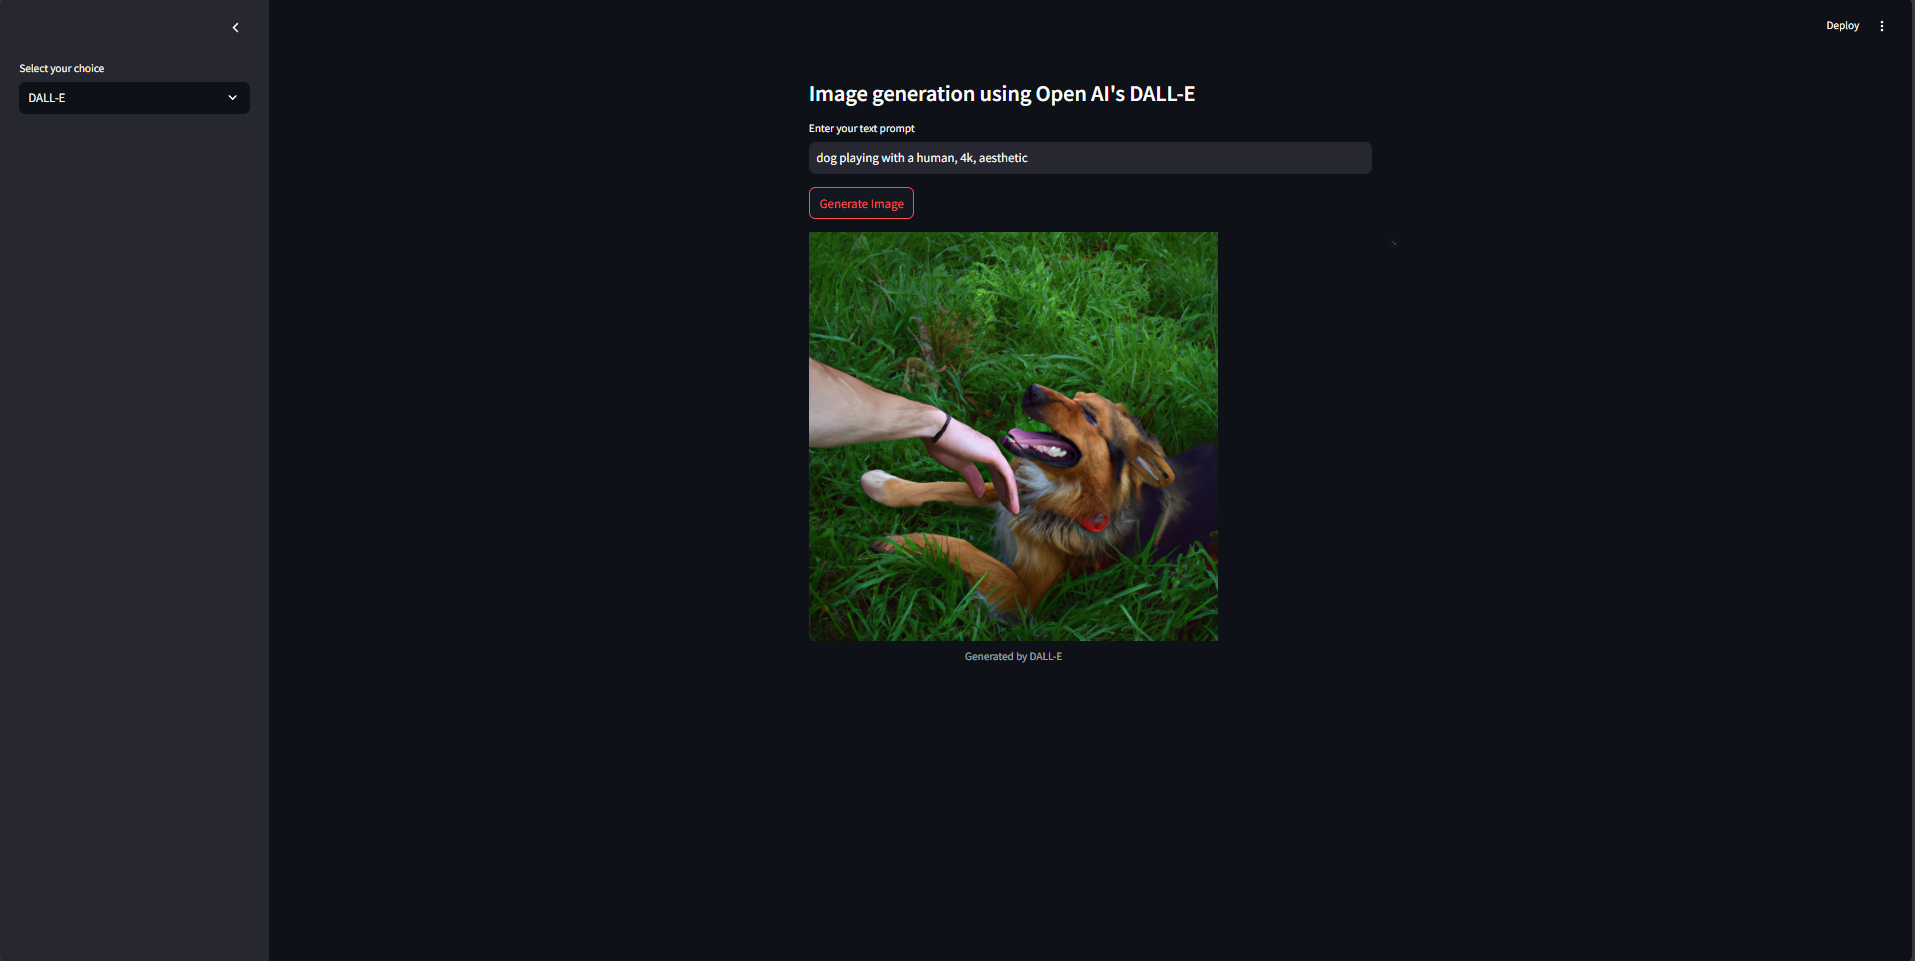 Deploy
Select your choice
DALL-E
Image generation using Open AI's DALL-E
Enter your text prompt
dog playing with a human, 4k, aesthetic
Generate Image
Generated by DALL-E